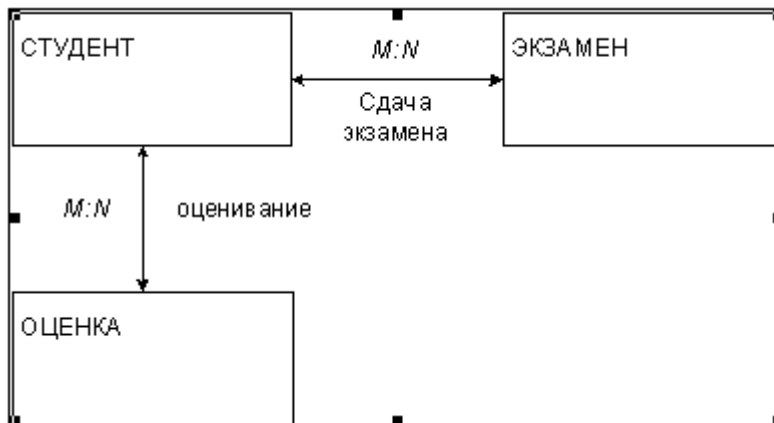 СТУДЕНТ
M:N
ЭКЗАМЕН
Сдача
экзамена
M:N
оценивание
ОЦЕНКА